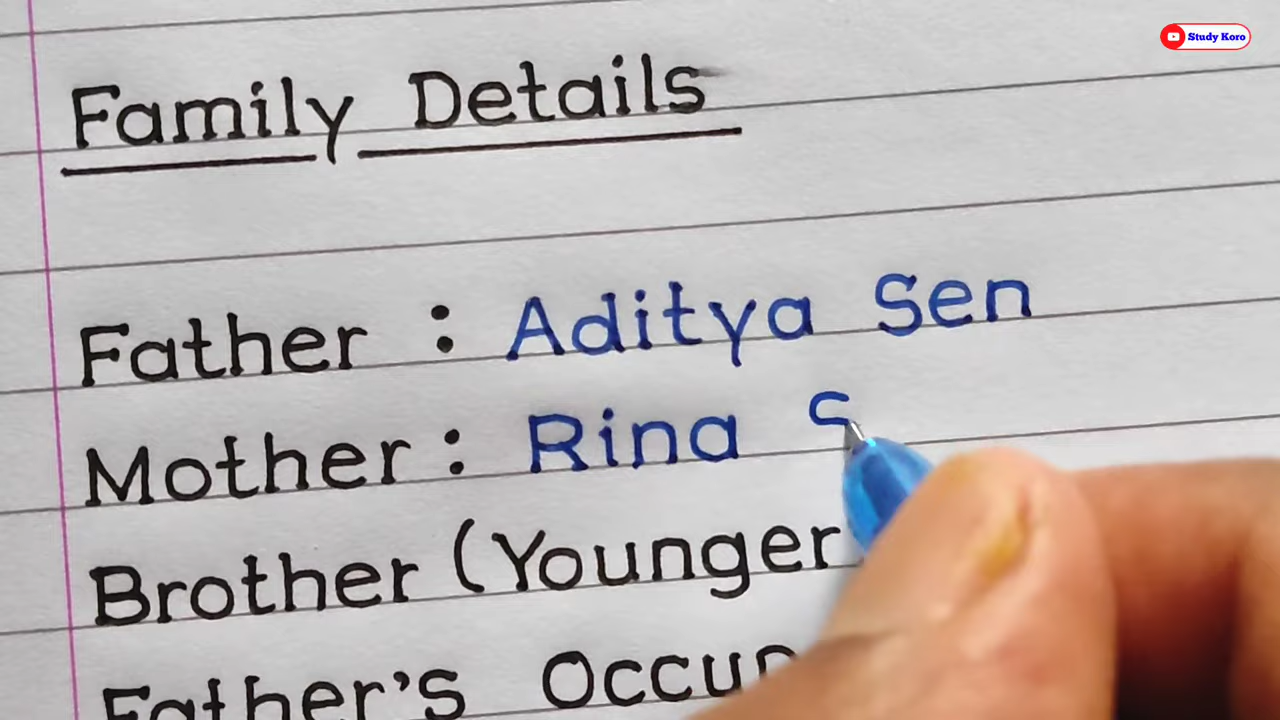 Study Koro
Family Details
Father : Aditya Sen
Mother : Rina
Brother (Younger
Father's